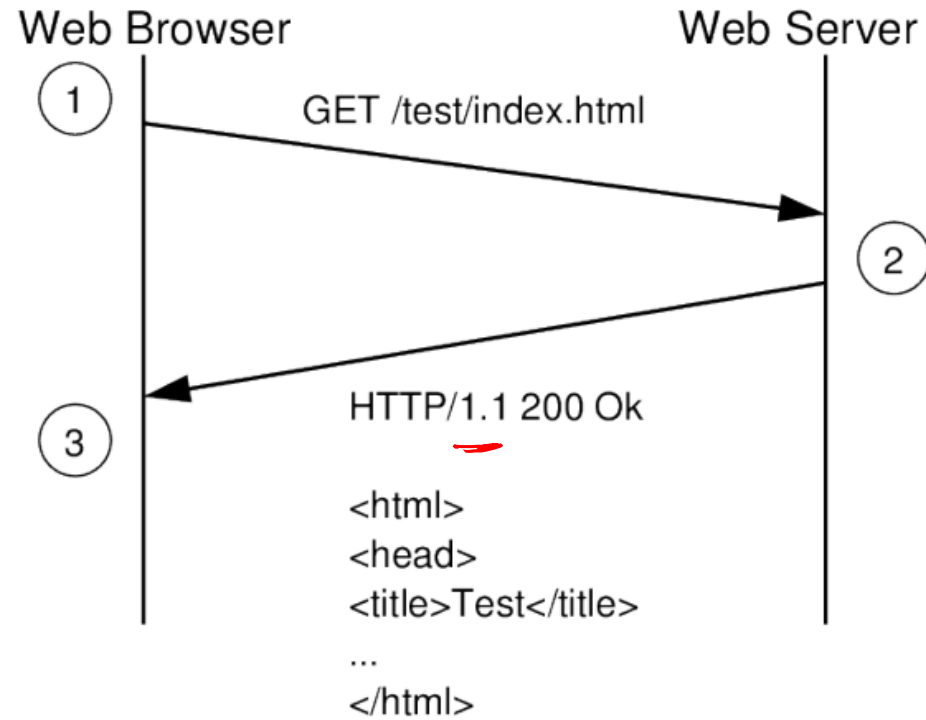 Web Browser
Web Server
1
GET /test/index.html
2
HTTP/1.1 200 Ok
3
<html>
<head>
<title>Test</title>
...
</html>